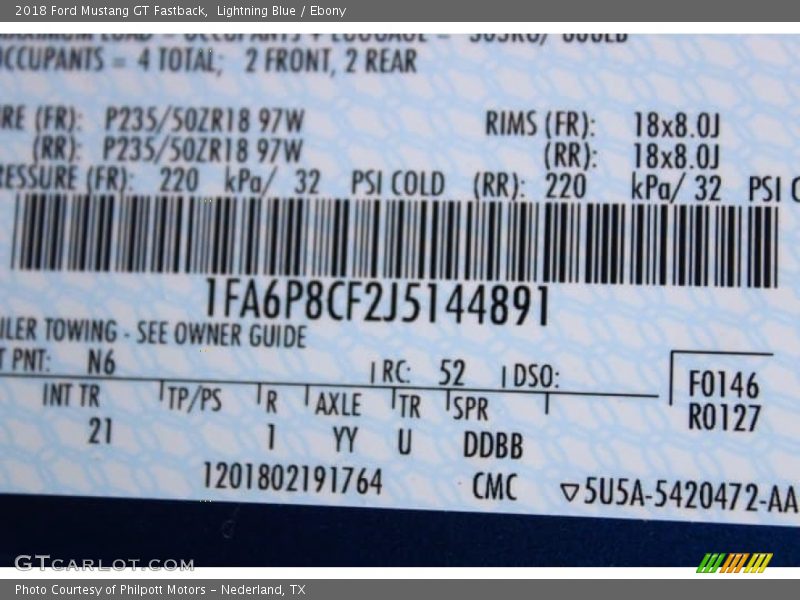 2018 Ford Mustang GT Fastback, Lightning Blue / Ebony
OCCUPANTS = 4 TOTAL; 2 FRONT, 2 REAR
(FR): P235/50ZR18 97W RIMS (FR): 18x8.0J
(RR): P235/50ZR18 97W (RR): 18x8.0J
PRESSURE (FR): 220 kPa/ 32 PSI COLD (RR): 220 kPa/ 32 PSI
1FA6P8CF2J5144891
TOWING - SEE OWNER GUIDE
PNT: N6 RC: 52 DSO: F0146
R0127
INT TR TP/PS R AXLE TR SPR
21 1 YY U DDBB
1201802191764 CMC ▽5U5A-5420472-AA
GTCARLOT.COM
Photo Courtesy of Philpott Motors - Nederland, TX